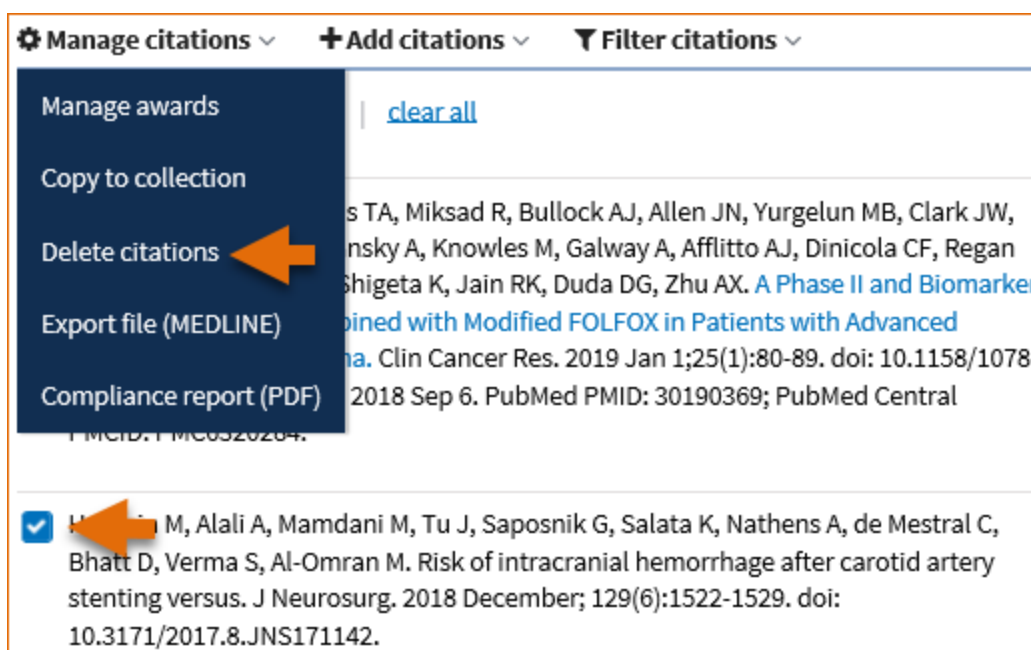 Manage citations Add citations Filter citations
Manage awards
clear all
Copy to collection
s TA, Miksad R, Bullock AJ, Allen JN, Yurgelun MB, Clark JW,
Delete citations
nsky A, Knowles M, Galway A, Afflitto AJ, Dinicola CF, Regan
Shigeta K, Jain RK, Duda DG, Zhu AX. A Phase II and Biomarker
Export file (MEDLINE)
bined with Modified FOLFOX in Patients with Advanced
na. Clin Cancer Res. 2019 Jan 1;25(1):80-89. doi: 10.1158/1078
Compliance report (PDF)
2018 Sep 6. PubMed PMID: 30190369; PubMed Central
PMCID: PMC6320284.
M, Alali A, Mamdani M, Tu J, Saposnik G, Salata K, Nathens A, de Mestral C,
Bhatt D, Verma S, Al-Omran M. Risk of intracranial hemorrhage after carotid artery
stenting versus. J Neurosurg. 2018 December; 129(6):1522-1529. doi:
10.3171/2017.8.JNS171142.